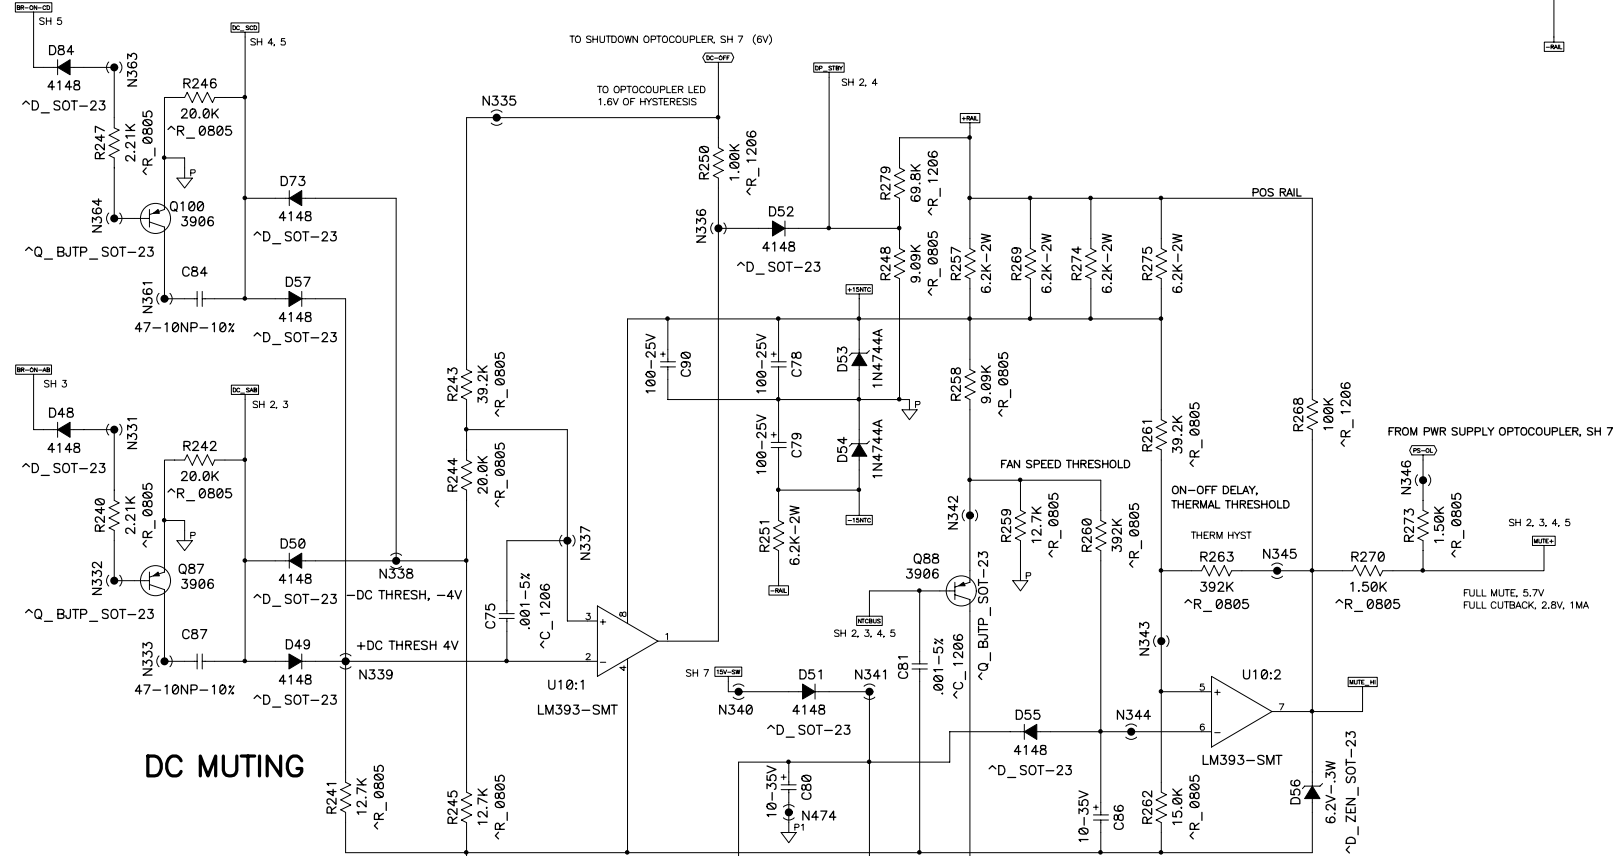 BR-ON-CD
SH 5
D84
4148
^D_SOT-23
N363
R247
2.21K
^R_0805
N364
DC_SCD
SH 4, 5
R246
20.0K
^R_0805
P
Q100
3906
^Q_BJTP_SOT-23
N361
C84
47-10NP-10%
D73
4148
^D_SOT-23
D57
4148
^D_SOT-23
BR-ON-AB
SH 3
D48
4148
^D_SOT-23
N331
R240
2.21K
^R_0805
N332
DC_SAB
SH 2, 3
R242
20.0K
^R_0805
P
Q87
3906
^Q_BJTP_SOT-23
N333
C87
47-10NP-10%
D50
4148
^D_SOT-23
N338
-DC THRESH, -4V
D49
4148
^D_SOT-23
+DC THRESH 4V
N339
DC MUTING
R241
12.7K
^R_0805
R245
12.7K
^R_0805
TO SHUTDOWN OPTOCOUPLER, SH 7 (6V)
DC-OFF
TO OPTOCOUPLER LED
1.6V OF HYSTERESIS
N335
R250
1.00K
^R_1206
N336
D52
4148
^D_SOT-23
DP_STBY
SH 2, 4
R279
69.8K
^R_1206
R248
9.09K
^R_0805
R243
39.2K
^R_0805
R244
20.0K
^R_0805
N337
C75
.001-5%
^C_1206
3
+
2
-
8
4
1
U10:1
LM393-SMT
+RAIL
POS RAIL
R257
6.2K-2W
R269
6.2K-2W
R274
6.2K-2W
R275
6.2K-2W
+15NTC
100-25V
+
C90
100-25V
+
C78
D53
1N4744A
100-25V
+
C79
D54
1N4744A
P
-15NTC
R251
6.2K-2W
-RAIL
R258
9.09K
^R_0805
FAN SPEED THRESHOLD
N342
R259
12.7K
^R_0805
P
R260
392K
^R_0805
Q88
3906
^Q_BJTP_SOT-23
NTCBUS
SH 2, 3, 4, 5
C81
.001-5%
^C_1206
SH 7
15V-SW
N340
D51
4148
^D_SOT-23
N341
10-35V
+
C80
N474
P1
D55
4148
^D_SOT-23
N344
10-35V
+
C86
R261
39.2K
^R_0805
ON-OFF DELAY,
THERMAL THRESHOLD
THERM HYST
R263
392K
^R_0805
N345
N343
R262
15.0K
^R_0805
5
+
6
-
7
U10:2
LM393-SMT
MUTE_HI
D56
6.2V-.3W
^D_ZEN_SOT-23
R268
100K
^R_1206
R270
1.50K
^R_0805
-RAIL
FROM PWR SUPPLY OPTOCOUPLER, SH 7
PS-OL
N346
R273
1.50K
^R_0805
SH 2, 3, 4, 5
MUTE+
FULL MUTE, 5.7V
FULL CUTBACK, 2.8V, 1MA